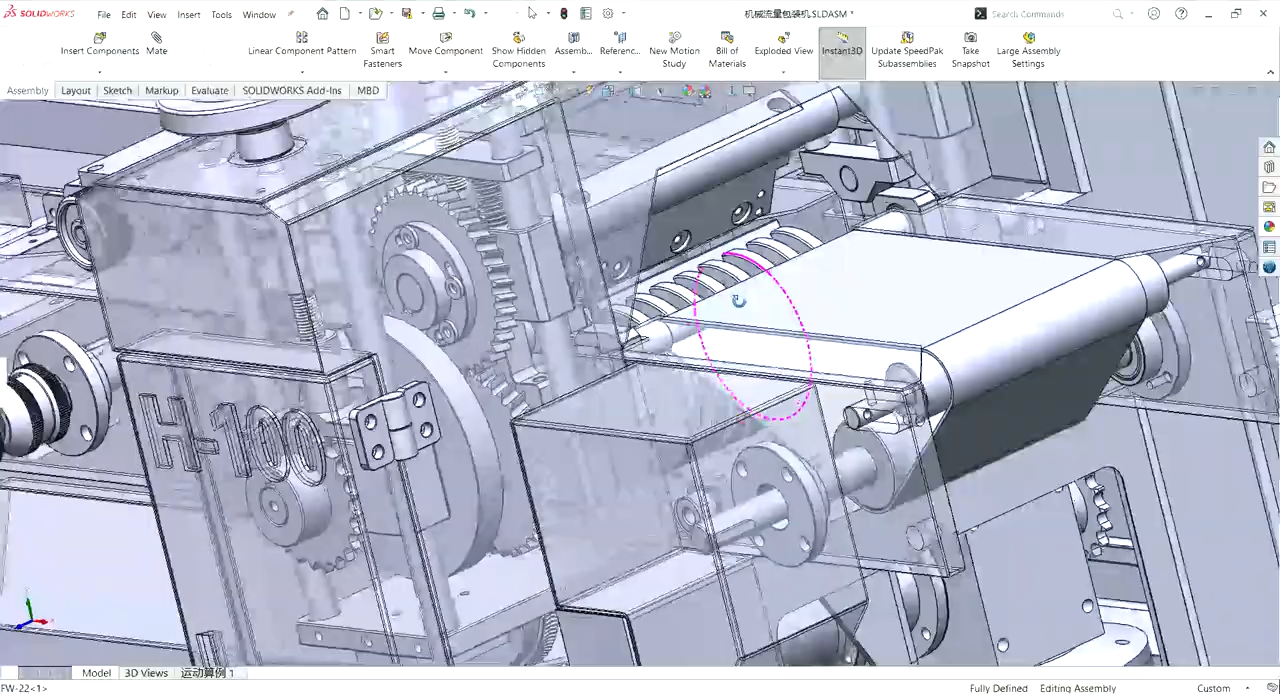 SOLIDWORKS File Edit View Insert Tools Window 机械流量包装机.SLDASM * Search Commands
Insert Components Mate Linear Component Pattern Smart Fasteners Move Component Show Hidden Components Assemb... Referenc... New Motion Study Bill of Materials Exploded View Instant3D Update SpeedPak Subassemblies Take Snapshot Large Assembly Settings
Assembly Layout Sketch Markup Evaluate SOLIDWORKS Add-Ins MBD
H-100
Model 3D Views 运动算例 1
FW-22<1> Fully Defined Editing Assembly Custom